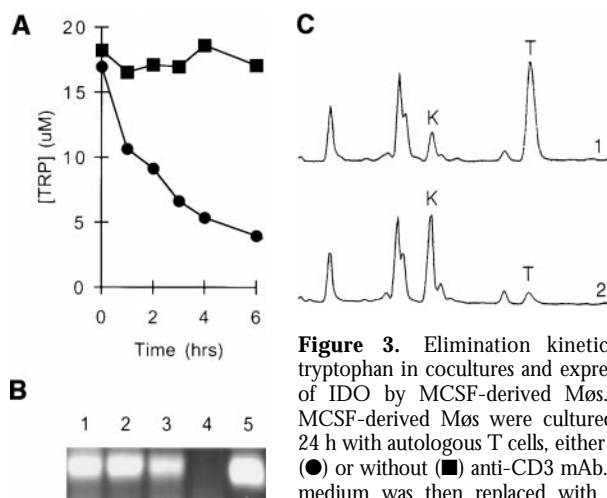 A
20
15
10
5
0
[TRP] (uM)
0 2 4 6
Time (hrs)
B
1 2 3 4 5
C
T
K
1
K
T
2
Figure 3. Elimination kinetic
tryptophan in cocultures and expre
of IDO by MCSF-derived Møs.
MCSF-derived Møs were cultured
24 h with autologous T cells, either
(●) or without (■) anti-CD3 mAb.
medium was then replaced with